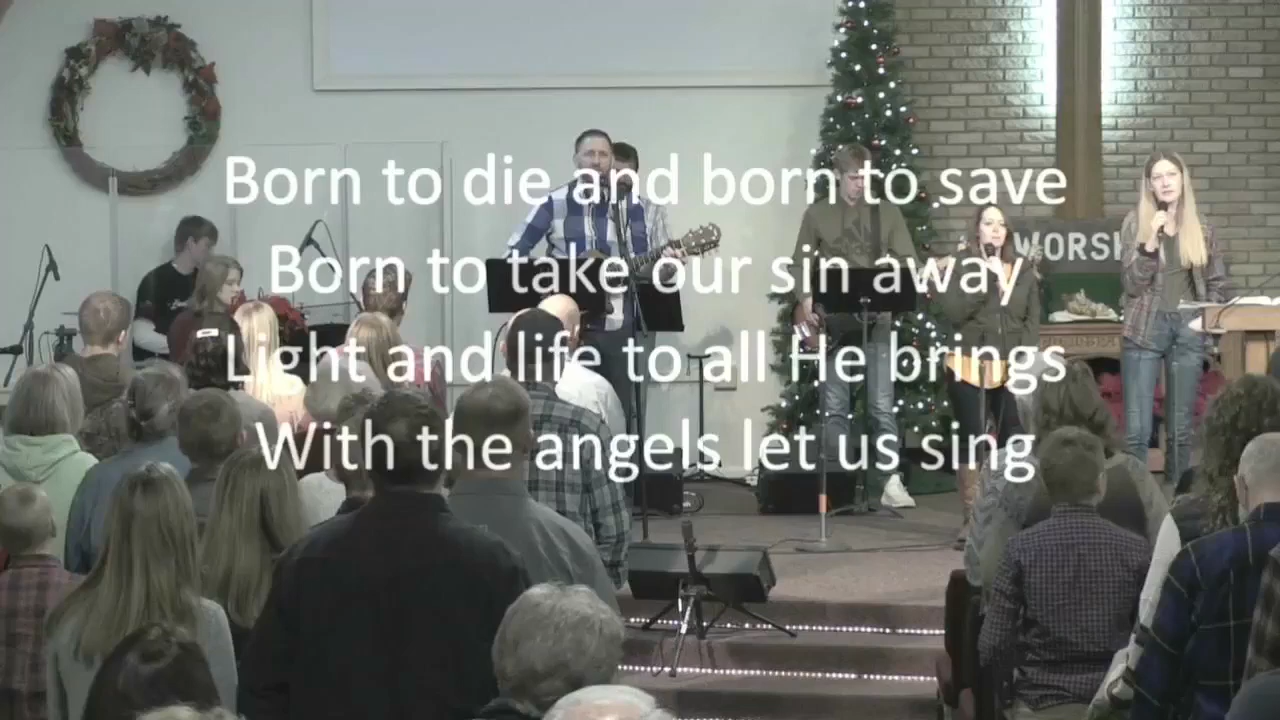 Born to die and born to save
Born to take our sin away
Light and life to all He brings
With the angels let us sing
WORSH